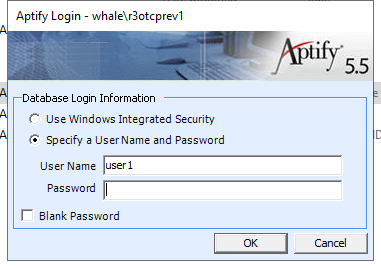 Aptify Login - whale\r3otcprev1
Aptify 5.5
Database Login Information
Use Windows Integrated Security
Specify a User Name and Password
User Name user1
Password
Blank Password
OK Cancel